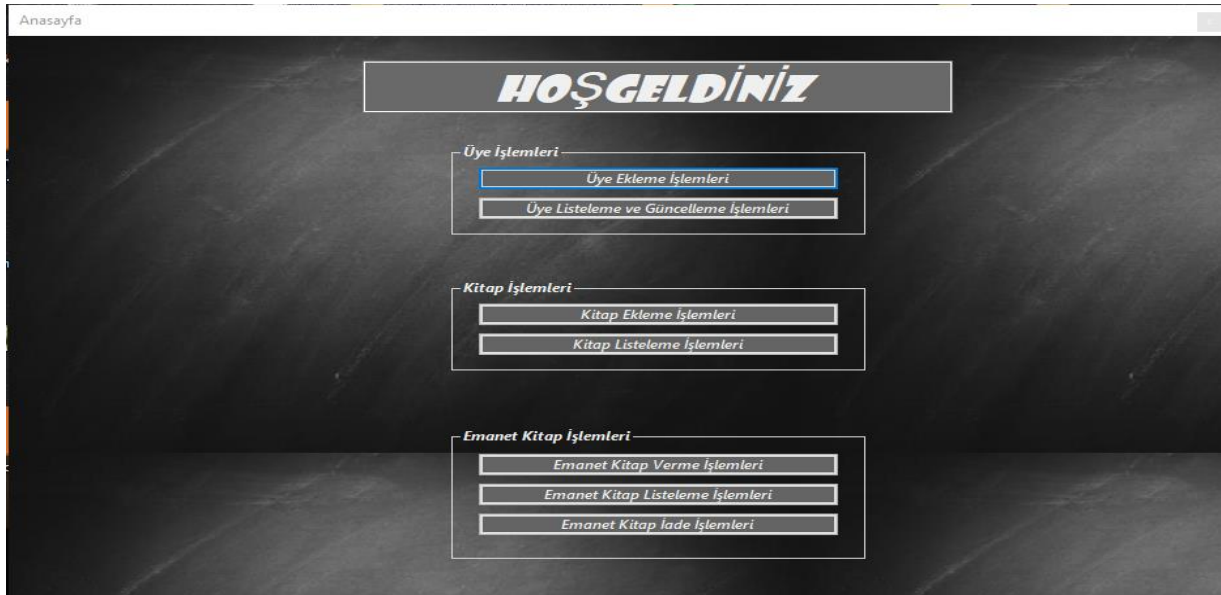 Anasayfa
HOŞGELDİNİZ
Üye İşlemleri
Üye Ekleme İşlemleri
Üye Listeleme ve Güncelleme İşlemleri
Kitap İşlemleri
Kitap Ekleme İşlemleri
Kitap Listeleme İşlemleri
Emanet Kitap İşlemleri
Emanet Kitap Verme İşlemleri
Emanet Kitap Listeleme İşlemleri
Emanet Kitap İade İşlemleri